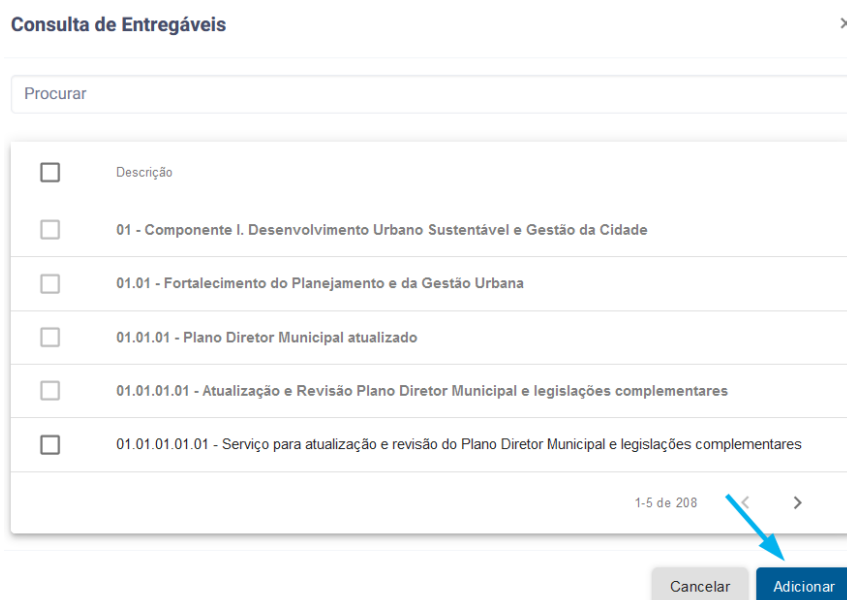 Consulta de Entregáveis
Procurar
Descrição
01 - Componente I. Desenvolvimento Urbano Sustentável e Gestão da Cidade
01.01 - Fortalecimento do Planejamento e da Gestão Urbana
01.01.01 - Plano Diretor Municipal atualizado
01.01.01.01 - Atualização e Revisão Plano Diretor Municipal e legislações complementares
01.01.01.01.01 - Serviço para atualização e revisão do Plano Diretor Municipal e legislações complementares
1-5 de 208
Cancelar Adicionar